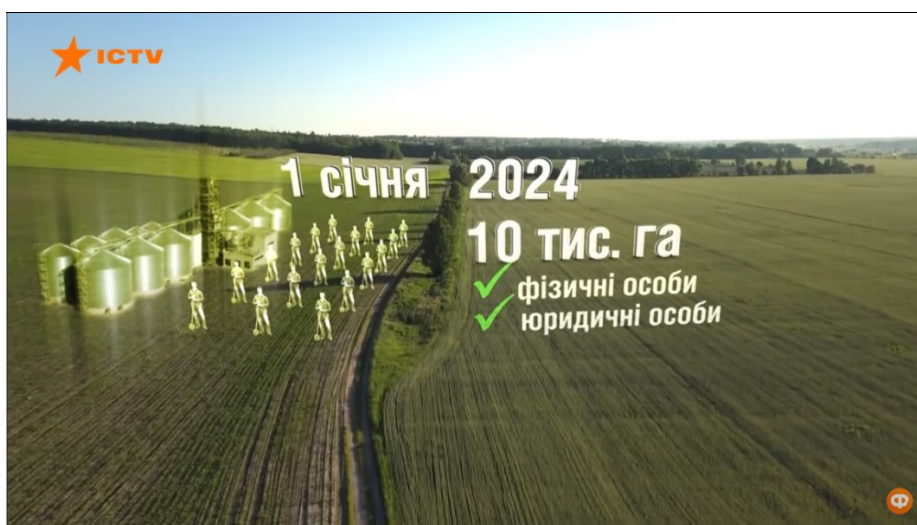 ICTV
1 січня 2024
10 тис. га
фізичні особи
юридичні особи